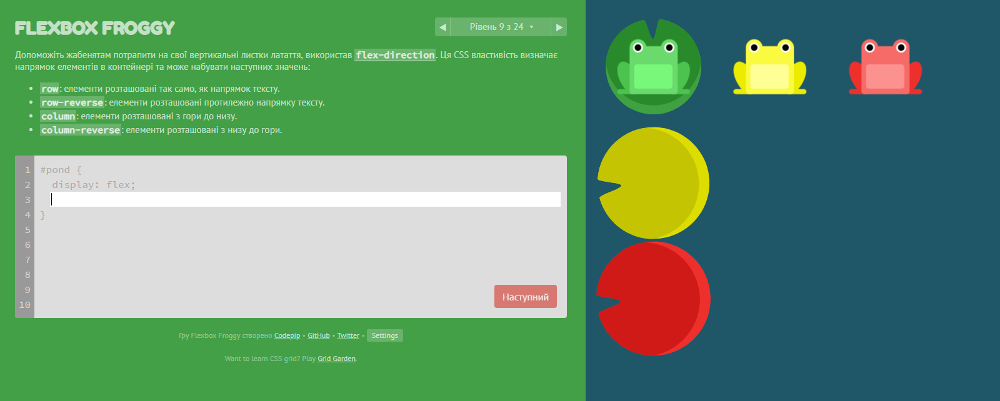 FLEXBOX FROGGY
◀ Рівень 9 з 24 ▾ ▶
Допоможіть жабенятам потрапити на свої вертикальні листки латаття, використав flex-direction. Ця CSS властивість визначає
напрямок елементів в контейнері та може набувати наступних значень:
• row: елементи розташовані так само, як напрямок тексту.
• row-reverse: елементи розташовані протилежно напрямку тексту.
• column: елементи розташовані з гори до низу.
• column-reverse: елементи розташовані з низу до гори.
1 #pond {
2 display: flex;
3
4 }
5
6
7
8
9
10
Наступний
Гру Flexbox Froggy створено Codepip • GitHub • Twitter • Settings
Want to learn CSS grid? Play Grid Garden.